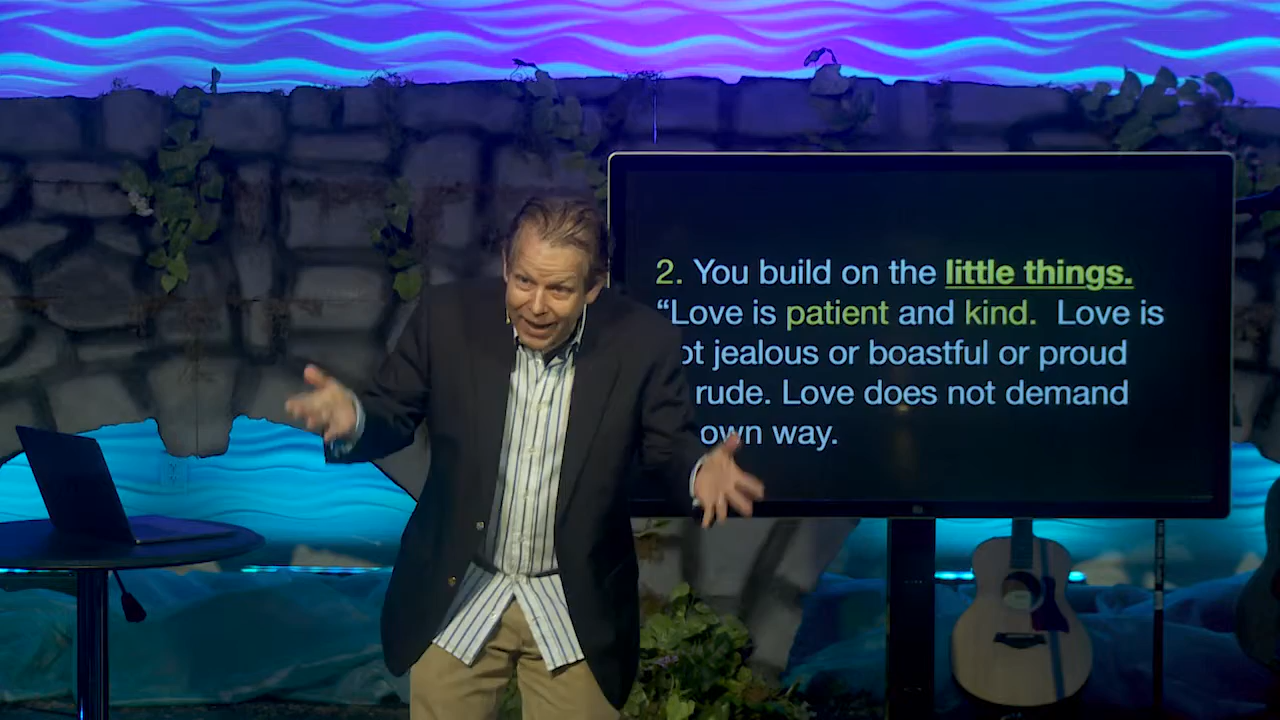 2. You build on the little things.
“Love is patient and kind. Love is
jealous or boastful or proud
rude. Love does not demand
own way.